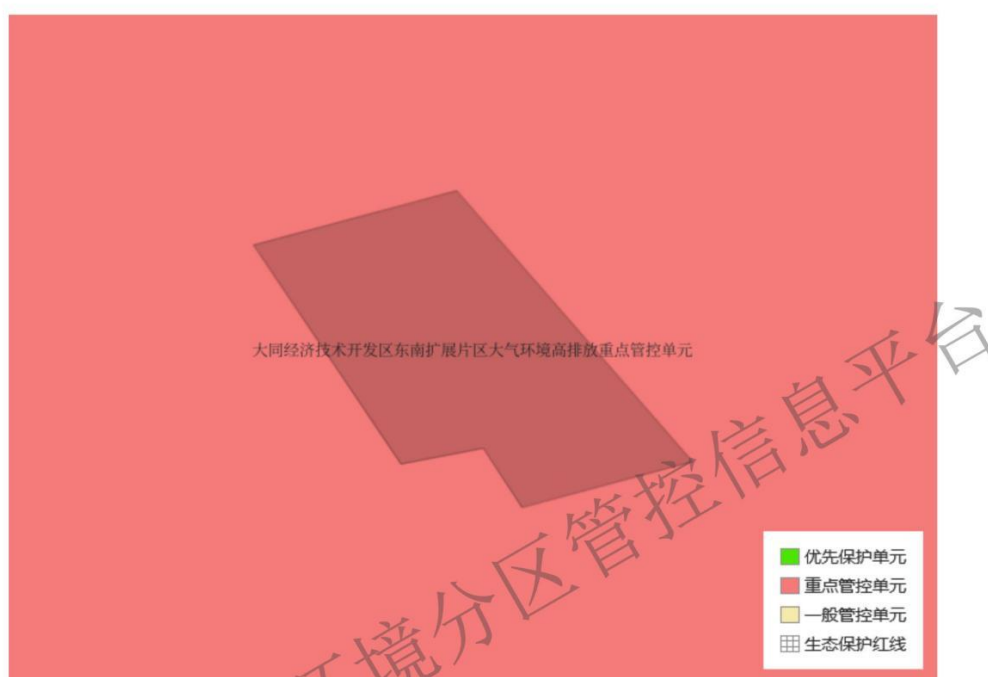 大同经济技术开发区东南扩展片区大气环境高排放重点管控单元
环境分区管控信息平台
优先保护单元
重点管控单元
一般管控单元
生态保护红线